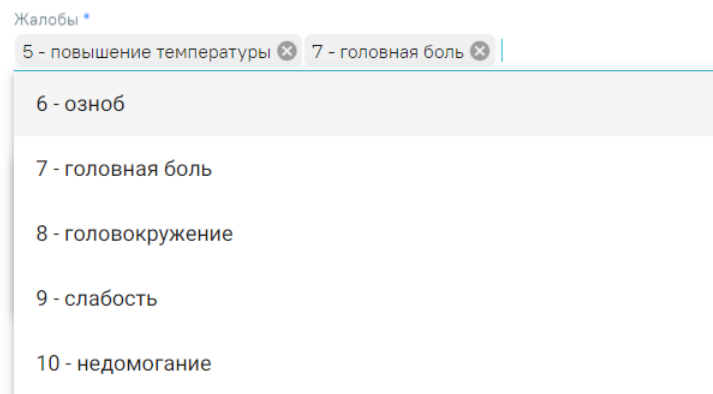 Жалобы *
5 - повышение температуры 7 - головная боль
6 - озноб
7 - головная боль
8 - головокружение
9 - слабость
10 - недомогание